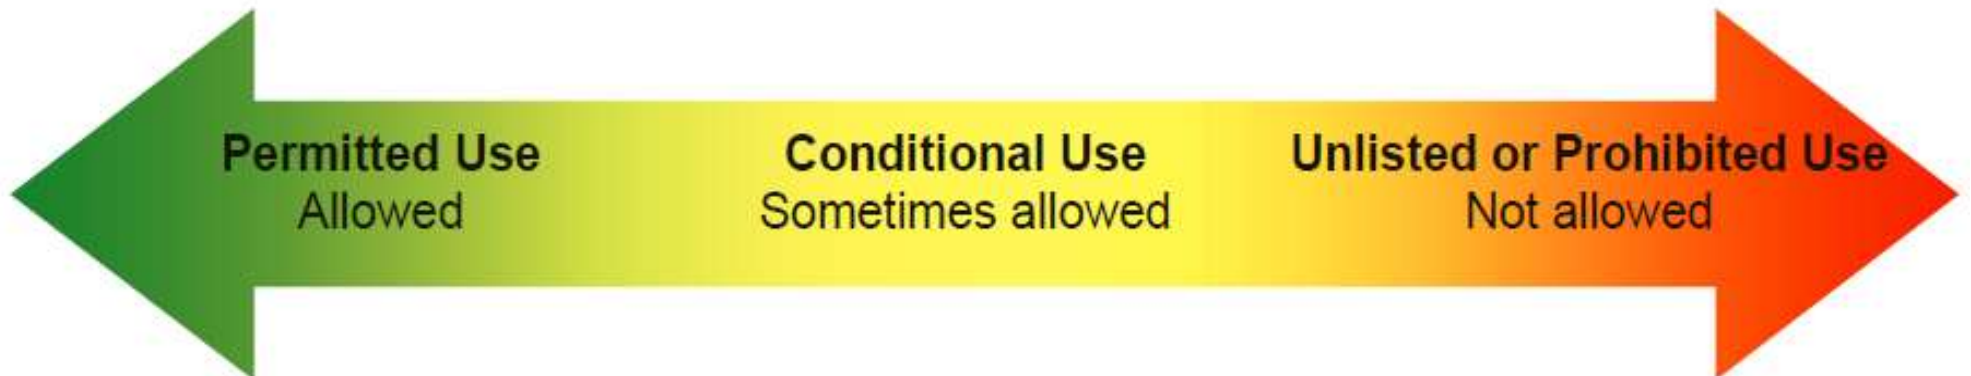 Permitted Use
Allowed
Conditional Use
Sometimes allowed
Unlisted or Prohibited Use
Not allowed